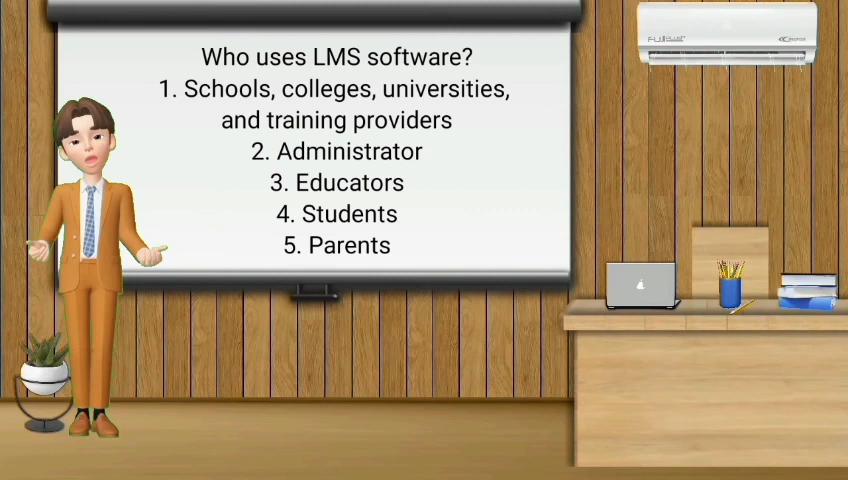 Who uses LMS software?
1. Schools, colleges, universities,
and training providers
2. Administrator
3. Educators
4. Students
5. Parents